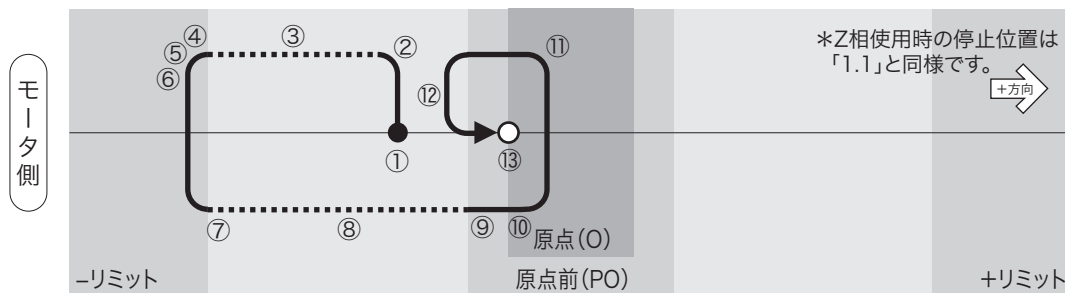 モータ側
④
⑤
⑥
③
②
⑪
＊Z相使用時の停止位置は
「1.1」と同様です。
+方向
⑫
①
⑬
⑦
⑧
⑨
⑩
原点(O)
−リミット
原点前(PO)
+リミット